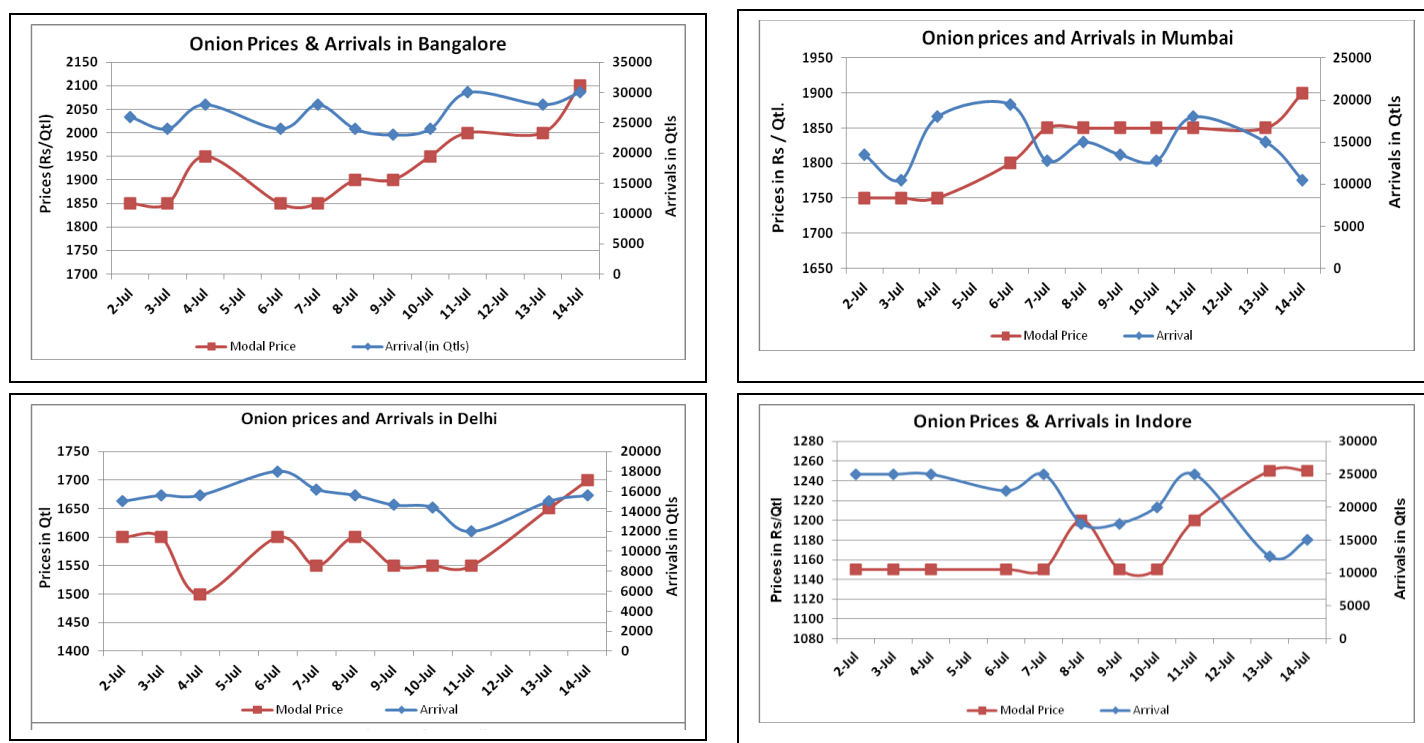 Onion Prices & Arrivals in Bangalore
Prices (Rs/Qtl)
2150
2100
2050
2000
1950
1900
1850
1800
1750
1700
35000
30000
25000
20000
15000
10000
5000
0
Arrivals in Qtls
2-Jul
3-Jul
4-Jul
5-Jul
6-Jul
7-Jul
8-Jul
9-Jul
10-Jul
11-Jul
12-Jul
13-Jul
14-Jul
Modal Price
Arrival (in Qtls)
Onion prices and Arrivals in Mumbai
Prices in Rs / Qtl.
1950
1900
1850
1800
1750
1700
1650
25000
20000
15000
10000
5000
0
Arrivals in Qtls
2-Jul
3-Jul
4-Jul
5-Jul
6-Jul
7-Jul
8-Jul
9-Jul
10-Jul
11-Jul
12-Jul
13-Jul
14-Jul
Modal Price
Arrival
Onion prices and Arrivals in Delhi
Prices in Qtl
1750
1700
1650
1600
1550
1500
1450
1400
20000
18000
16000
14000
12000
10000
8000
6000
4000
2000
0
Arrivals in Qtls
2-Jul
3-Jul
4-Jul
5-Jul
6-Jul
7-Jul
8-Jul
9-Jul
10-Jul
11-Jul
12-Jul
13-Jul
14-Jul
Modal Price
Arrival
Onion Prices & Arrivals in Indore
Prices in Rs/Qtl
1280
1260
1240
1220
1200
1180
1160
1140
1120
1100
1080
30000
25000
20000
15000
10000
5000
0
Arrivals in Qtls
2-Jul
3-Jul
4-Jul
5-Jul
6-Jul
7-Jul
8-Jul
9-Jul
10-Jul
11-Jul
12-Jul
13-Jul
14-Jul
Modal Price
Arrival